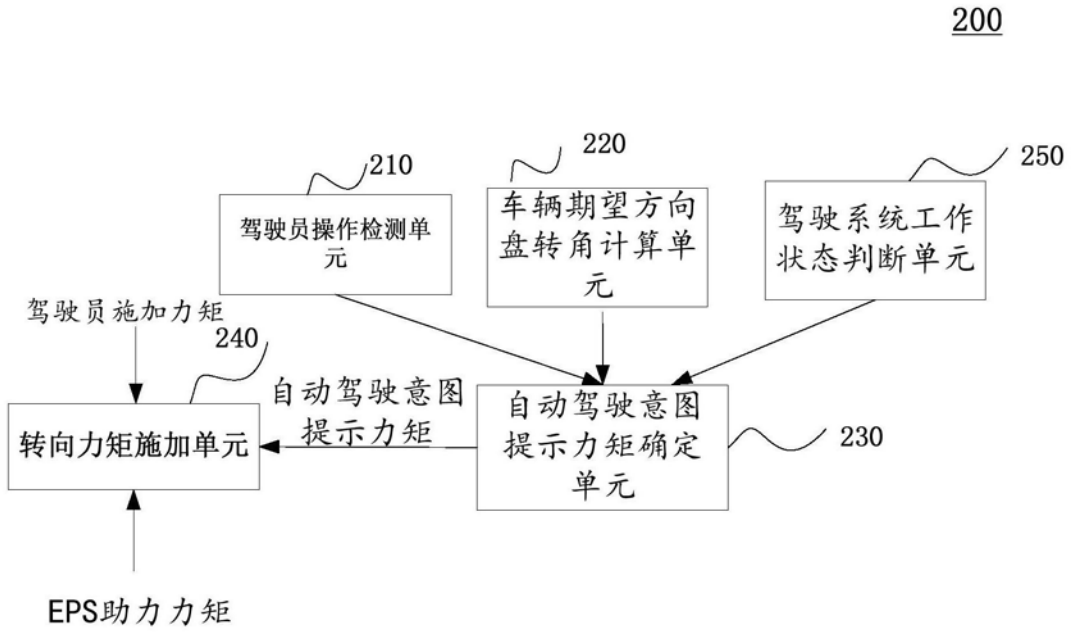 200
210
驾驶员操作检测单
元
220
车辆期望方向
盘转角计算单
元
250
驾驶系统工作
状态判断单元
驾驶员施加力矩
240
转向力矩施加单元
自动驾驶意图
提示力矩
自动驾驶意图
提示力矩确定
单元
230
EPS助力力矩